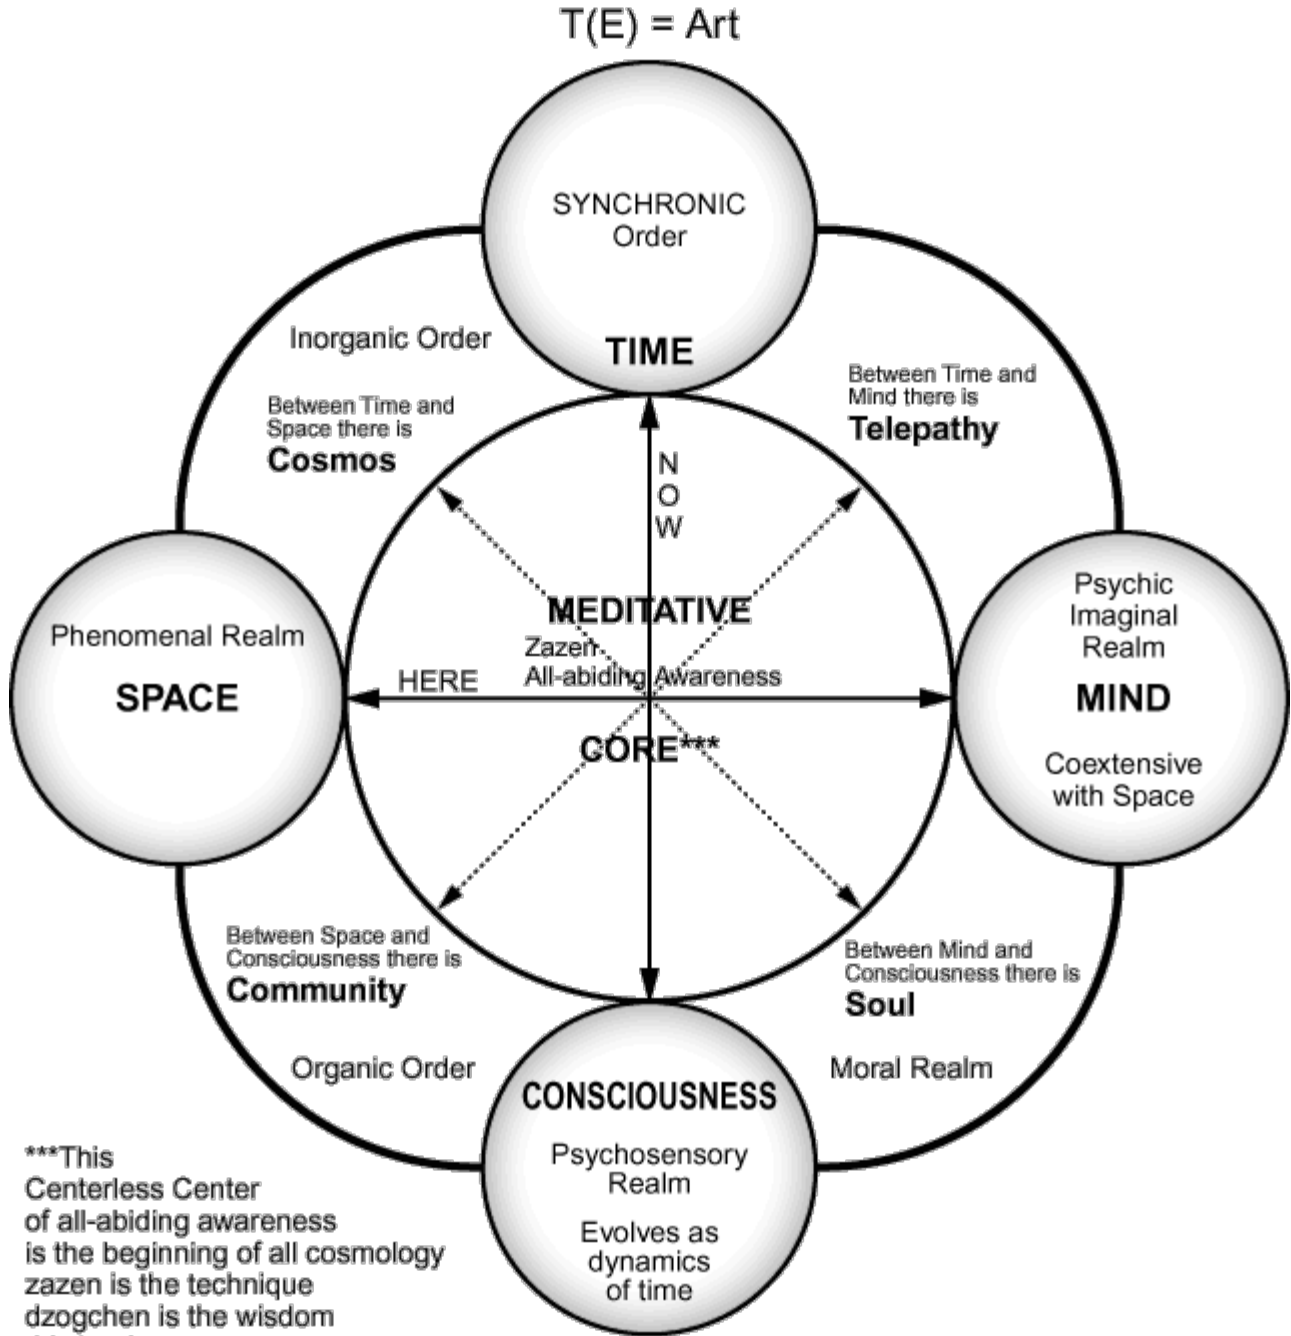 T(E) = Art
SYNCHRONIC
Order
TIME
Inorganic Order
Between Time and
Space there is
Cosmos
Between Time and
Mind there is
Telepathy
N
O
W
Phenomenal Realm
SPACE
HERE
MEDITATIVE
Zazen
All-abiding Awareness
CORE***
Psychic
Imaginal
Realm
MIND
Coextensive
with Space
Between Space and
Consciousness there is
Community
Organic Order
Between Mind and
Consciousness there is
Soul
Moral Realm
CONSCIOUSNESS
Psychosensory
Realm
Evolves as
dynamics
of time
***This
Centerless Center
of all-abiding awareness
is the beginning of all cosmology
zazen is the technique
dzogchen is the wisdom